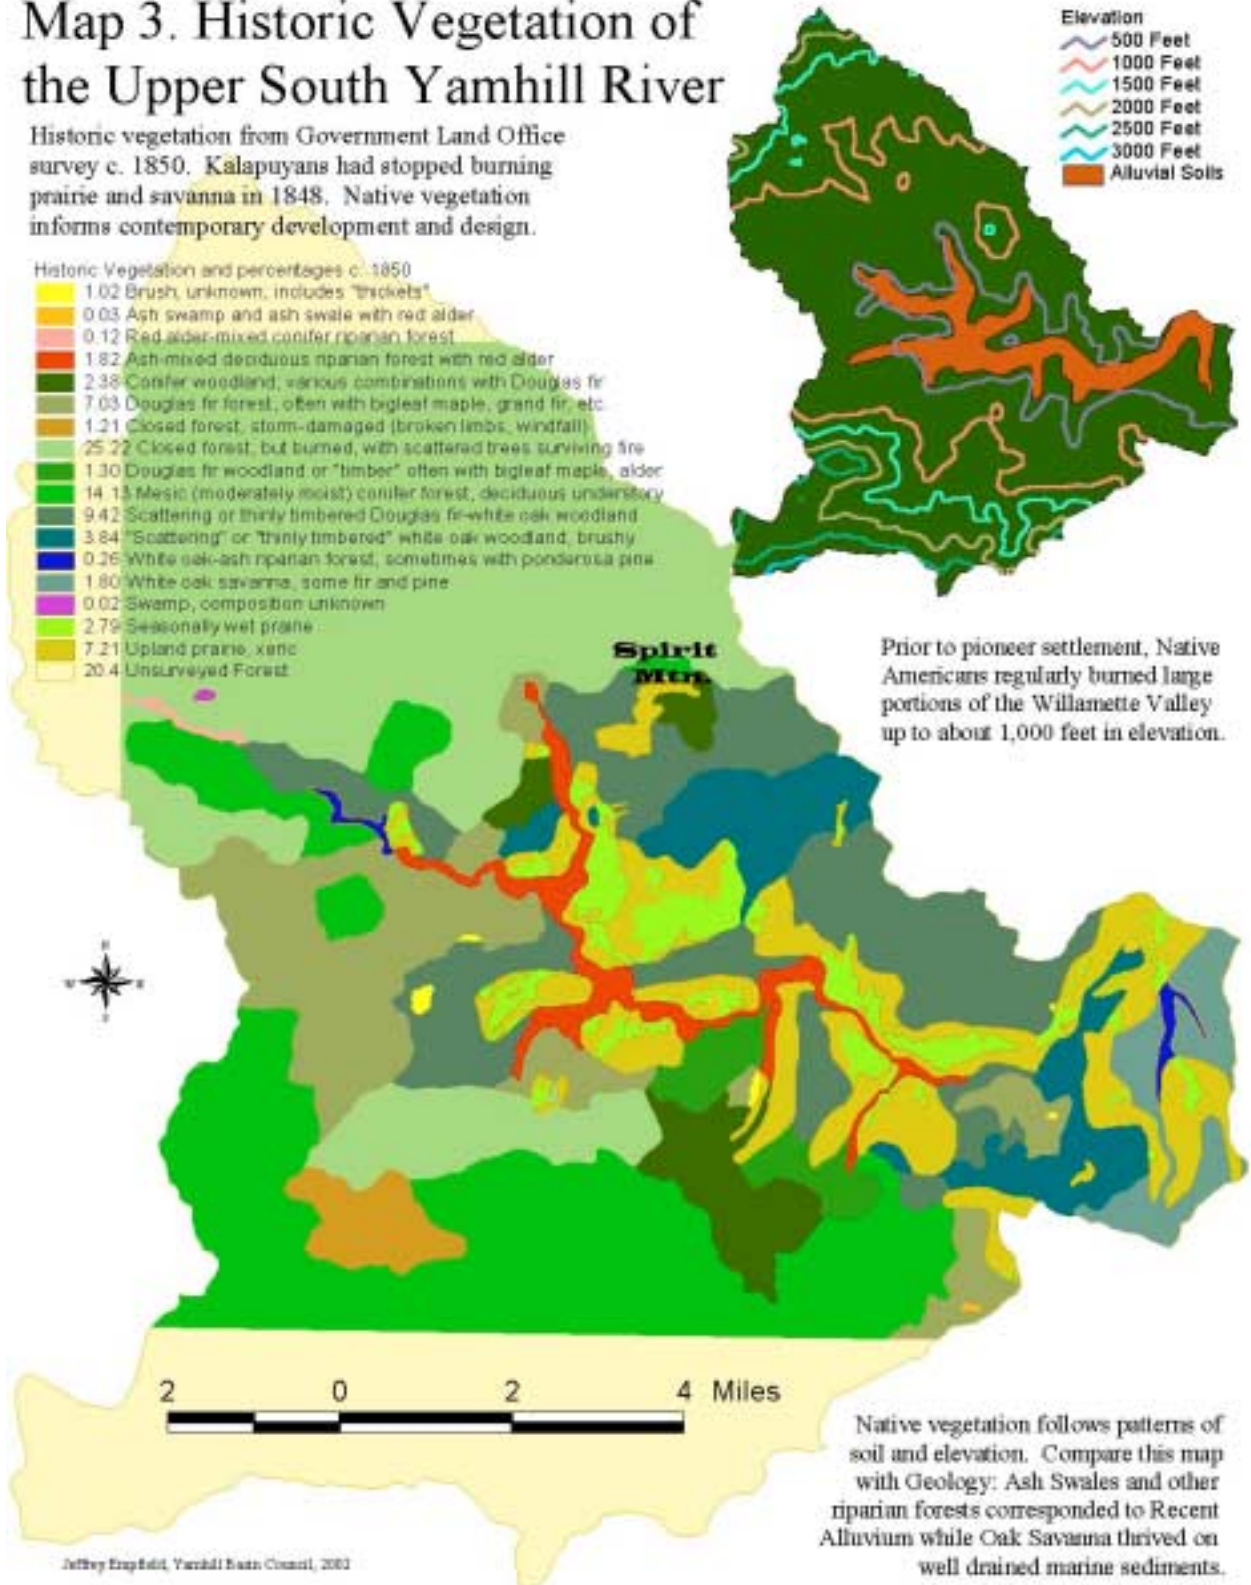 Map 3. Historic Vegetation of
the Upper South Yamhill River
Historic vegetation from Government Land Office
survey c. 1850. Kalapuyans had stopped burning
prairie and savanna in 1848. Native vegetation
informs contemporary development and design.
Historic Vegetation and percentages c. 1850
1.02 Brush, unknown, includes "thickets"
0.03 Ash swamp and ash swale with red alder
0.12 Red alder-mixed conifer riparian forest
1.82 Ash-mixed deciduous riparian forest with red alder
2.38 Conifer woodland, various combinations with Douglas fir
7.03 Douglas fir forest, often with bigleaf maple, grand fir, etc.
1.21 Closed forest, storm-damaged (broken limbs, windfall)
25.22 Closed forest, but burned, with scattered trees surviving fire
1.30 Douglas fir woodland or "timber" often with bigleaf maple, alder
14.13 Mesic (moderately moist) conifer forest, deciduous understory
9.42 Scattering or thinly timbered Douglas fir-white oak woodland
3.84 "Scattering" or "thinly timbered" white oak woodland, brushy
0.26 White oak-ash riparian forest, sometimes with ponderosa pine
1.80 White oak savanna, some fir and pine
0.02 Swamp, composition unknown
2.79 Seasonally wet prairie
7.21 Upland prairie, xeric
20.4 Unsurveyed Forest
Elevation
500 Feet
1000 Feet
1500 Feet
2000 Feet
2500 Feet
3000 Feet
Alluvial Soils
Prior to pioneer settlement, Native
Americans regularly burned large
portions of the Willamette Valley
up to about 1,000 feet in elevation.
Spirit
Mtn.
N
W E
S
2 0 2 4 Miles
Native vegetation follows patterns of
soil and elevation. Compare this map
with Geology: Ash Swales and other
riparian forests corresponded to Recent
Alluvium while Oak Savanna thrived on
well drained marine sediments.
Jeffrey Empfield, Yamhill Basin Council, 2002